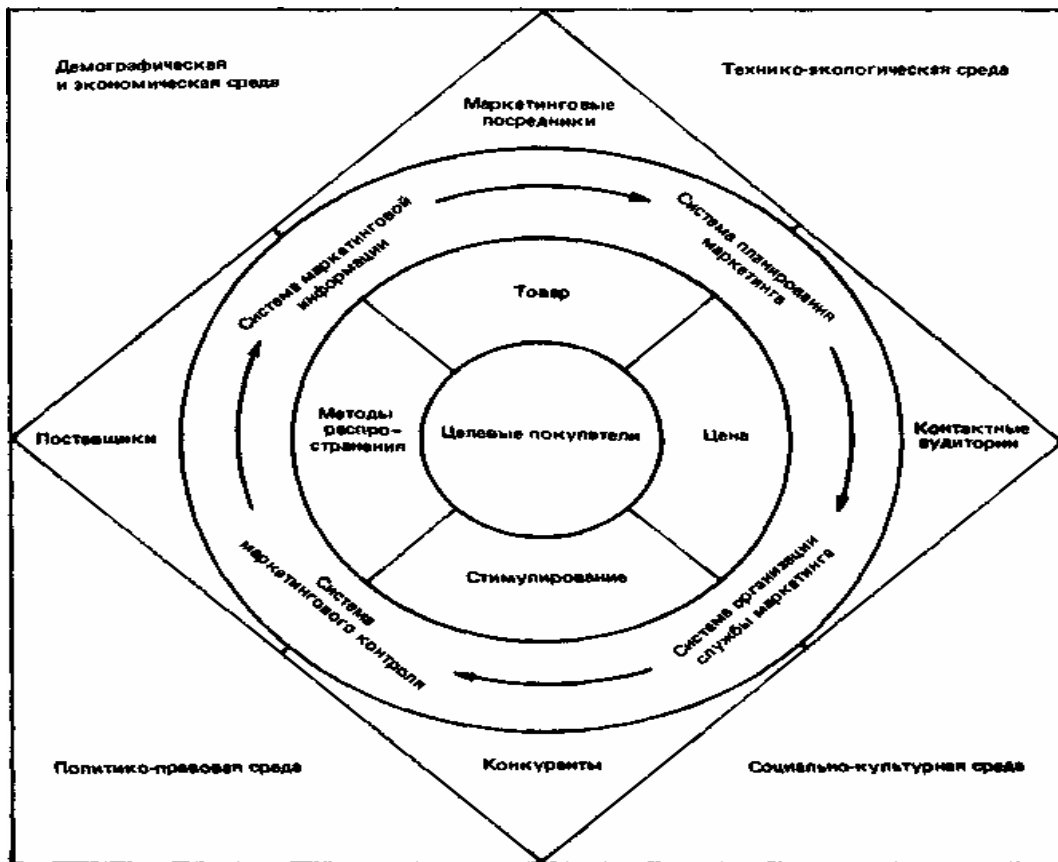 Демографическая
и экономическая среда
Технико-экологическая среда
Маркетинговые
посредники
Система маркетинговой
информации
Система планирования
маркетинга
Товар
Поставщики
Методы
распро-
странения
Целевые покупатели
Цена
Контактные
аудитории
Стимулирование
Система
маркетингового контроля
Система организации
службы маркетинга
Политико-правовая среда
Конкуренты
Социально-культурная среда